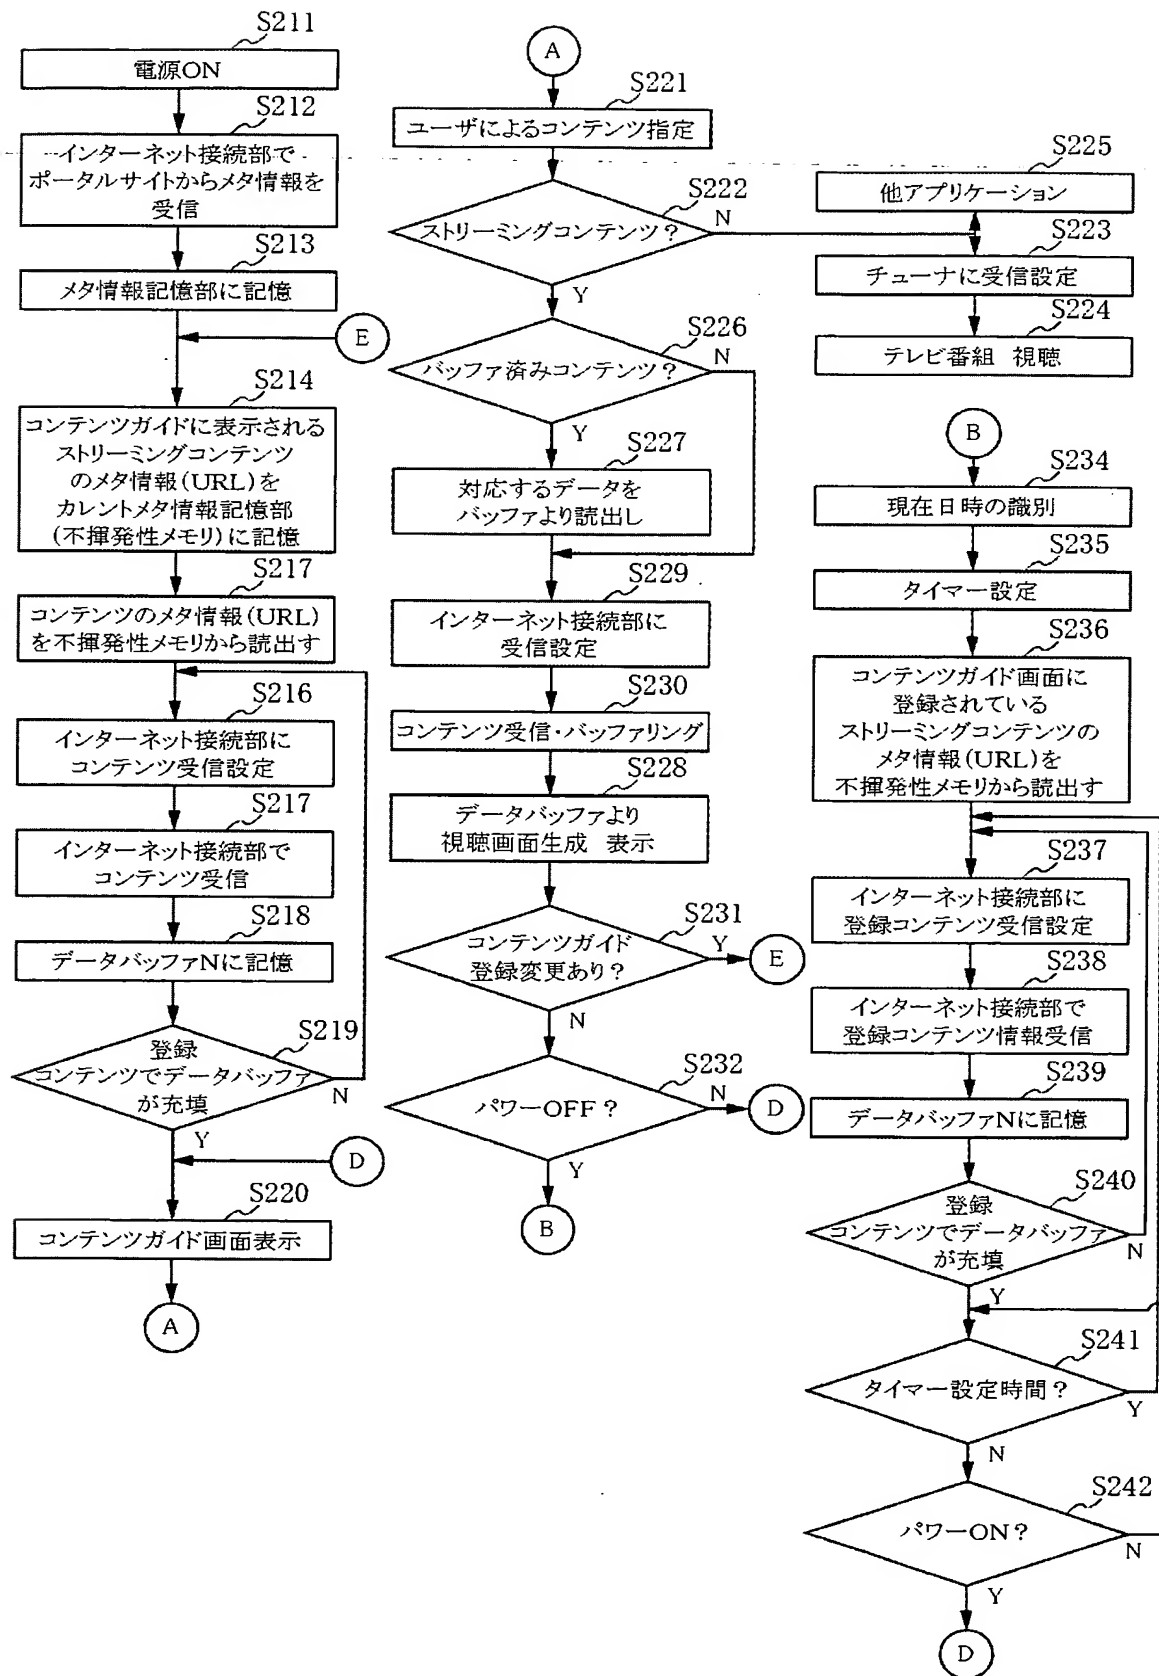 S211
電源ON
S212
インターネット接続部で
ポータルサイトからメタ情報を
受信
S213
メタ情報記憶部に記憶
E
S214
コンテンツガイドに表示される
ストリーミングコンテンツ
のメタ情報(URL)を
カレントメタ情報記憶部
(不揮発性メモリ)に記憶
S217
コンテンツのメタ情報(URL)
を不揮発性メモリから読出す
S216
インターネット接続部に
コンテンツ受信設定
S217
インターネット接続部で
コンテンツ受信
S218
データバッファNに記憶
S219
登録
コンテンツでデータバッファ
が充填
N
Y
D
S220
コンテンツガイド画面表示
A
A
S221
ユーザによるコンテンツ指定
S222
ストリーミングコンテンツ?
N
Y
S226
バッファ済みコンテンツ?
N
Y
S227
対応するデータを
バッファより読出し
S229
インターネット接続部に
受信設定
S230
コンテンツ受信・バッファリング
S228
データバッファより
視聴画面生成 表示
S231
コンテンツガイド
登録変更あり?
Y
E
N
S232
パワーOFF?
N
D
Y
B
S225
他アプリケーション
S223
チューナに受信設定
S224
テレビ番組 視聴
B
S234
現在日時の識別
S235
タイマー設定
S236
コンテンツガイド画面に
登録されている
ストリーミングコンテンツの
メタ情報(URL)を
不揮発性メモリから読出す
S237
インターネット接続部に
登録コンテンツ受信設定
S238
インターネット接続部で
登録コンテンツ情報受信
S239
データバッファNに記憶
S240
登録
コンテンツでデータバッファ
が充填
N
Y
S241
タイマー設定時間?
Y
N
S242
パワーON?
N
Y
D